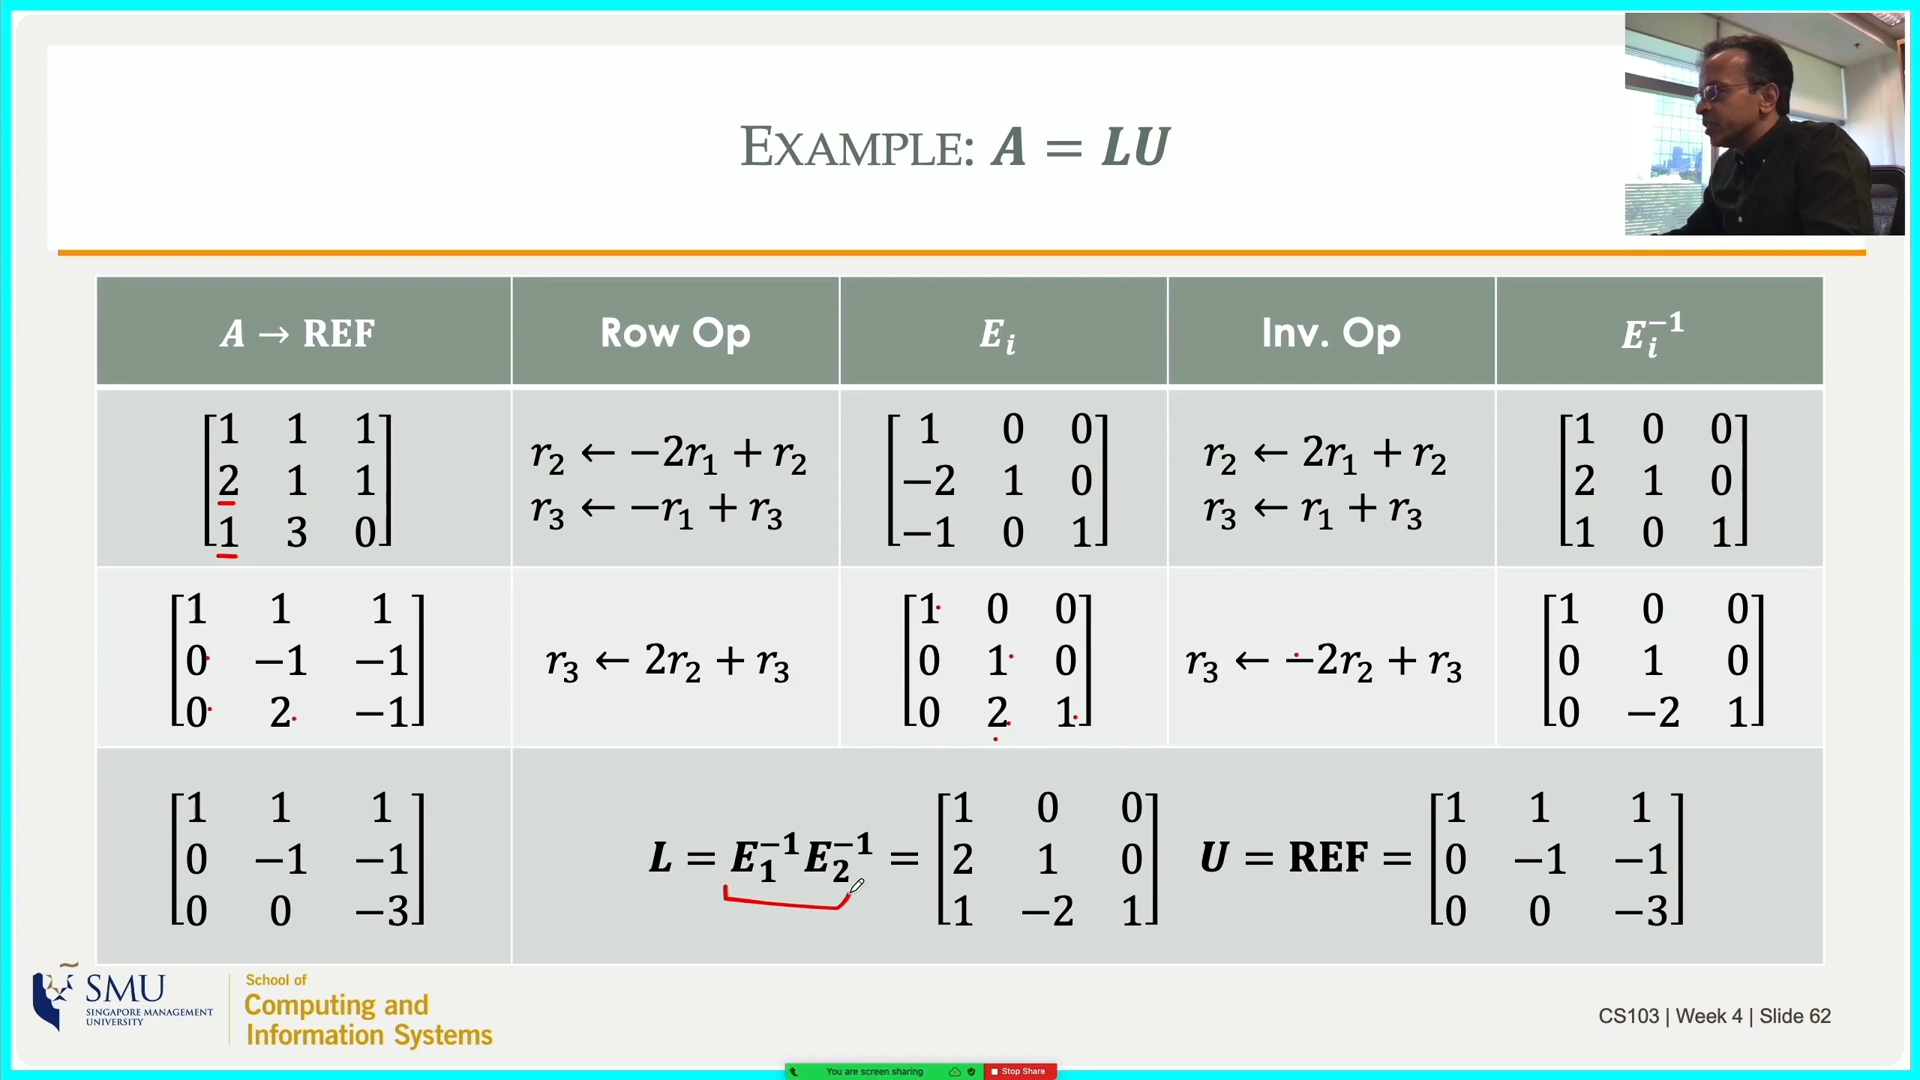 EXAMPLE: A = LU
A → REF Row Op E_i Inv. Op E_i^{-1}
[1 1 1; 2 1 1; 1 3 0] r_2 ← −2r_1 + r_2 [1 0 0; −2 1 0; −1 0 1] r_2 ← 2r_1 + r_2 [1 0 0; 2 1 0; 1 0 1]
r_3 ← −r_1 + r_3 r_3 ← r_1 + r_3
[1 1 1; 0 −1 −1; 0 2 −1] r_3 ← 2r_2 + r_3 [1 0 0; 0 1 0; 0 2 1] r_3 ← −2r_2 + r_3 [1 0 0; 0 1 0; 0 −2 1]
[1 1 1; 0 −1 −1; 0 0 −3] L = E_1^{-1}E_2^{-1} = [1 0 0; 2 1 0; 1 −2 1] U = REF = [1 1 1; 0 −1 −1; 0 0 −3]
SMU
SINGAPORE MANAGEMENT
UNIVERSITY
School of
Computing and
Information Systems
CS103 | Week 4 | Slide 62
You are screen sharing Stop Share